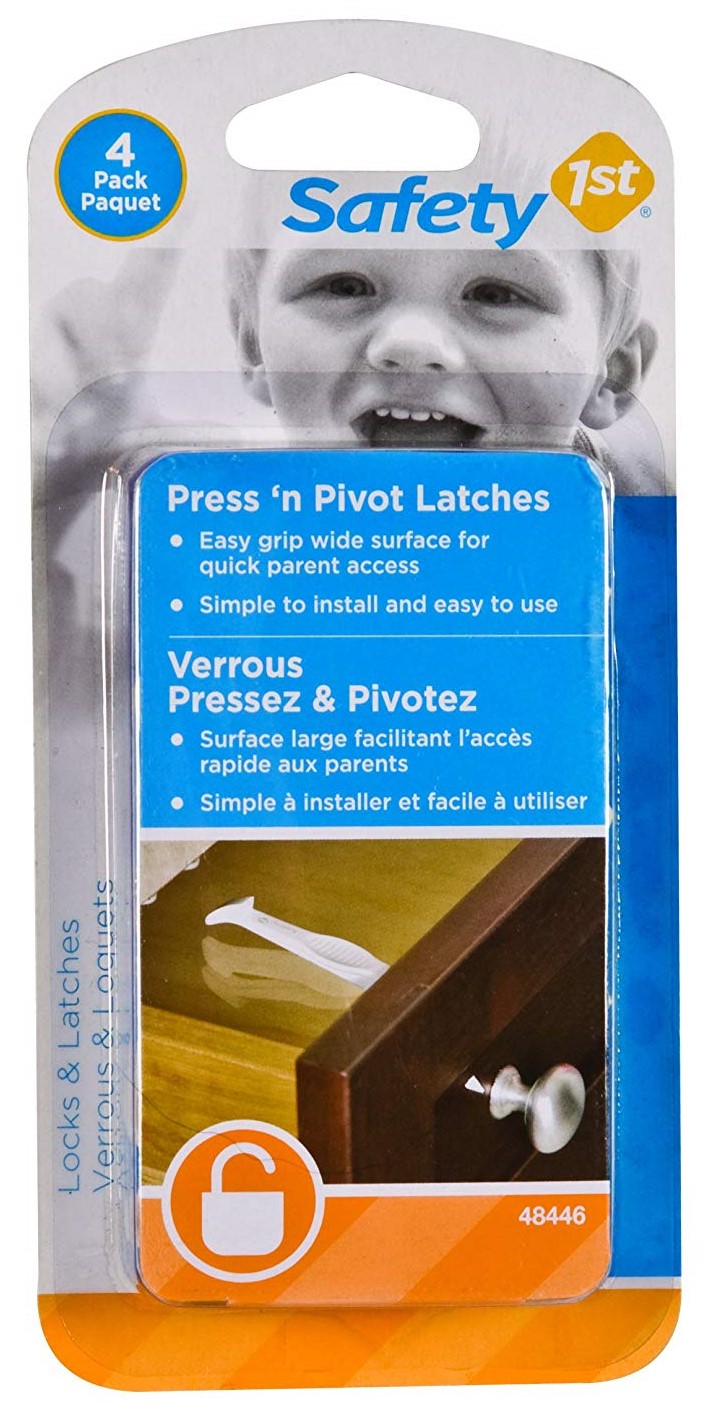 4
Pack
Paquet
Safety 1st®
Press ‘n Pivot Latches
• Easy grip wide surface for
quick parent access
• Simple to install and easy to use
Verrous
Pressez & Pivotez
• Surface large facilitant l’accès
rapide aux parents
• Simple à installer et facile à utiliser
Locks & Latches
Verrous & Loquets
48446